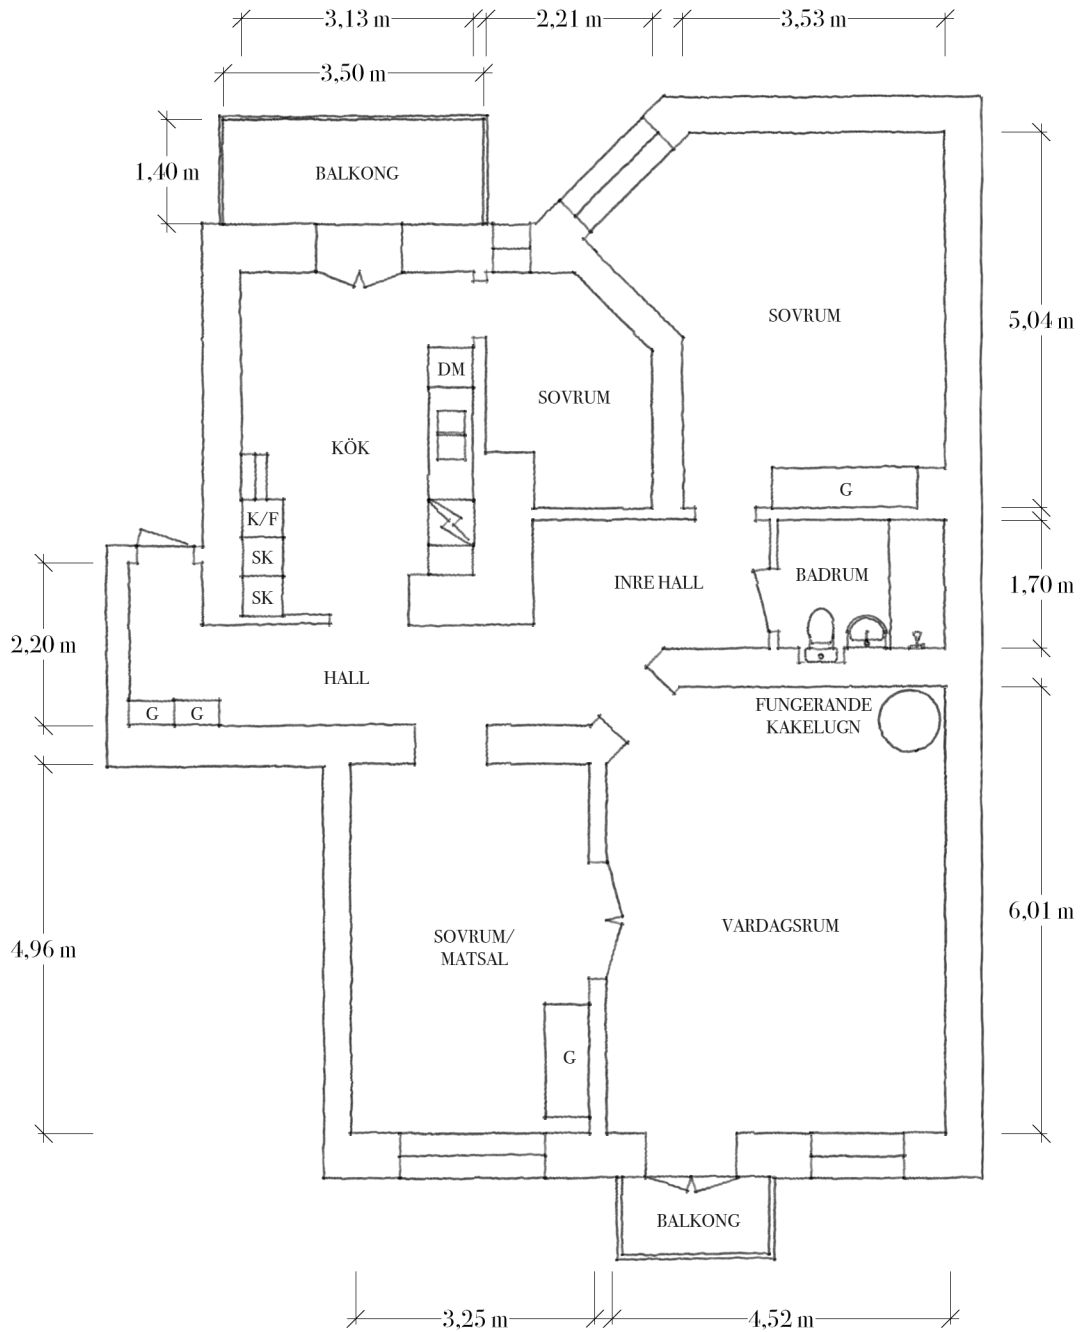 3,13 m
2,21 m
3,53 m
3,50 m
1,40 m
BALKONG
SOVRUM
5,04 m
DM
SOVRUM
KÖK
G
K/F
SK
SK
INRE HALL
BADRUM
1,70 m
2,20 m
HALL
G
G
FUNGERANDE
KAKELUGN
4,96 m
SOVRUM/
MATSAL
VARDAGSRUM
6,01 m
G
BALKONG
3,25 m
4,52 m